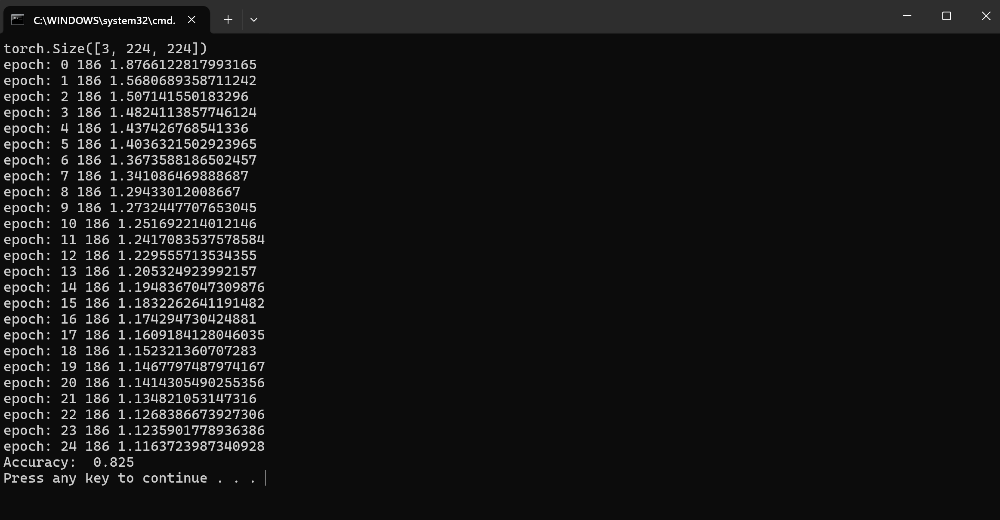 C:\WINDOWS\system32\cmd.
torch.Size([3, 224, 224])
epoch: 0 186 1.8766122817993165
epoch: 1 186 1.5680689358711242
epoch: 2 186 1.507141550183296
epoch: 3 186 1.4824113857746124
epoch: 4 186 1.437426768541336
epoch: 5 186 1.4036321502923965
epoch: 6 186 1.3673588186502457
epoch: 7 186 1.341086469888687
epoch: 8 186 1.29433012008667
epoch: 9 186 1.2732447707653045
epoch: 10 186 1.251692214012146
epoch: 11 186 1.2417083537578584
epoch: 12 186 1.229555713534355
epoch: 13 186 1.205324923992157
epoch: 14 186 1.1948367047309876
epoch: 15 186 1.1832262641191482
epoch: 16 186 1.174294730424881
epoch: 17 186 1.1609184128046035
epoch: 18 186 1.152321360707283
epoch: 19 186 1.1467797487974167
epoch: 20 186 1.1414305490255356
epoch: 21 186 1.134821053147316
epoch: 22 186 1.1268386673927306
epoch: 23 186 1.1235901778936386
epoch: 24 186 1.1163723987340928
Accuracy:  0.825
Press any key to continue . . .